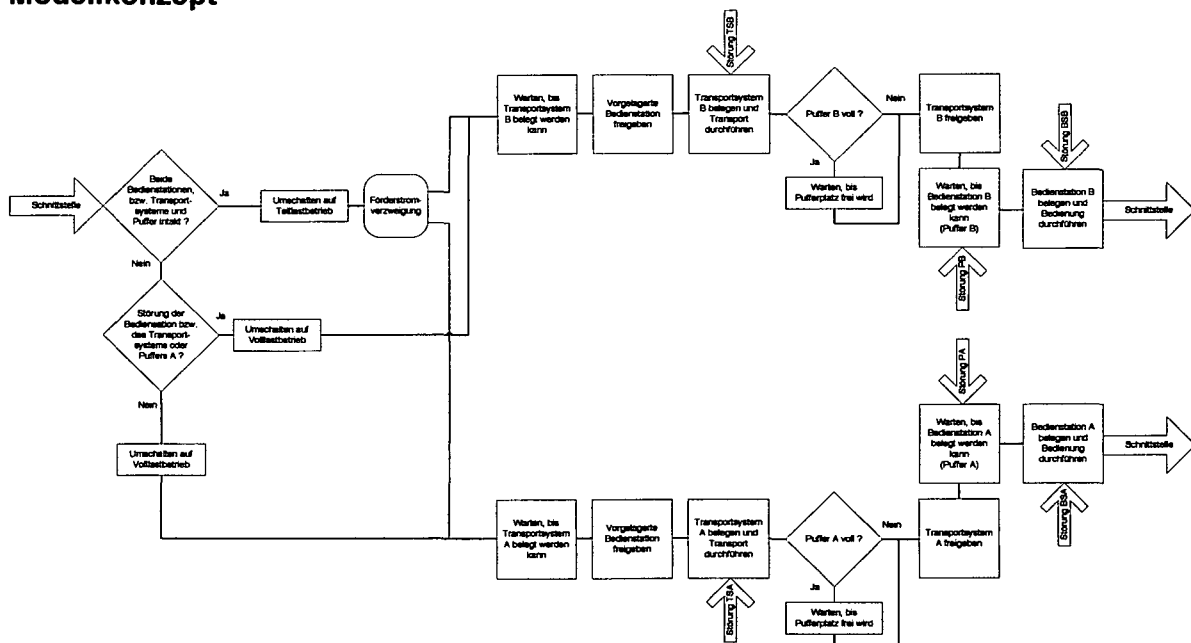 Modellkonzept
Störung TSB
Warten, bis
Transportsystem
B belegt werden
kann
Vorgelagerte
Bedienstation
freigeben
Transportsystem
B belegen und
Transport
durchführen
Puffer B voll ?
Nein
Ja
Warten, bis
Pufferplatz frei wird
Transportsystem
B freigeben
Warten, bis
Bedienstation B
belegt werden
kann
(Puffer B)
Störung PB
Störung BSB
Bedienstation B
belegen und
Bedienung
durchführen
Schnittstelle
Schnittstelle
Beide
Bedienstationen,
bzw. Transport-
systeme und
Puffer intakt ?
Ja
Umschalten auf
Teillastbetrieb
Förderstrom-
verzweigung
Nein
Störung der
Bediensation bzw.
des Transport-
systems oder
Puffers A ?
Ja
Umschalten auf
Volllastbetrieb
Nein
Umschalten auf
Volllastbetrieb
Störung PA
Warten, bis
Bedienstation A
belegt werden
kann
(Puffer A)
Bedienstation A
belegen und
Bedienung
durchführen
Schnittstelle
Störung BSA
Warten, bis
Transportsystem
A belegt werden
kann
Vorgelagerte
Bedienstation
freigeben
Transportsystem
A belegen und
Transport
durchführen
Störung TSA
Puffer A voll ?
Nein
Ja
Warten, bis
Pufferplatz frei wird
Transportsystem
A freigeben